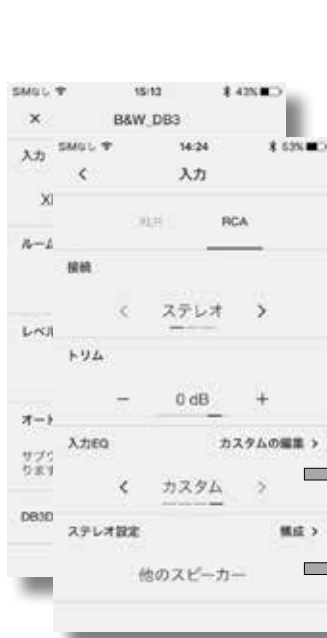 SIMなし 15:13 43%
× B&W_DB3
入力
ルーム
レベル
オート
サブウ
ります
DB3D
SIMなし 14:24 53%
< 入力
XLR RCA
接続
< ステレオ >
トリム
− 0 dB +
入力EQ カスタムの編集 >
< カスタム >
ステレオ設定 構成 >
他のスピーカー